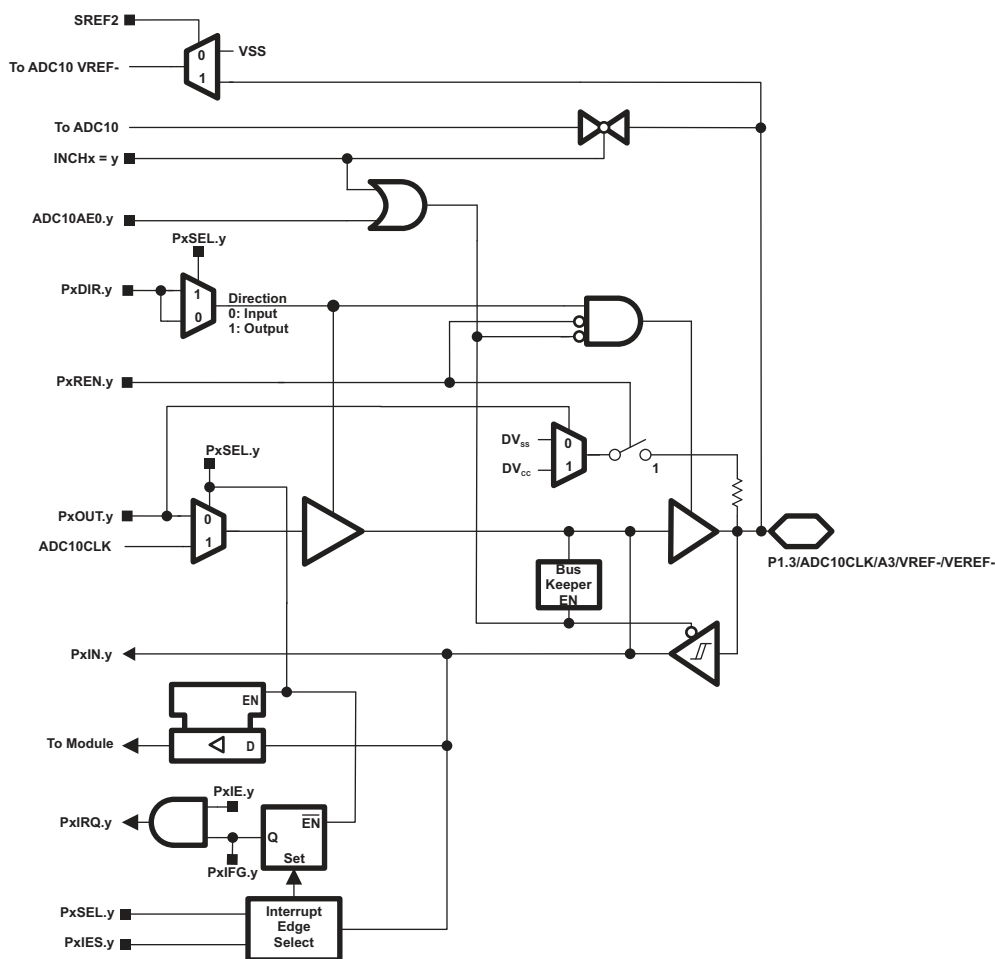 SREF2
0
VSS
To ADC10 VREF-
1
To ADC10
INCHx = y
ADC10AE0.y
PxSEL.y
PxDIR.y
1
0
Direction
0: Input
1: Output
PxREN.y
DVSS
0
DVCC
1
1
PxSEL.y
PxOUT.y
0
ADC10CLK
1
P1.3/ADC10CLK/A3/VREF-/VEREF-
Bus
Keeper
EN
PxIN.y
EN
To Module
D
PxIE.y
PxIRQ.y
EN
Q
Set
PxIFG.y
PxSEL.y
PxIES.y
Interrupt
Edge
Select